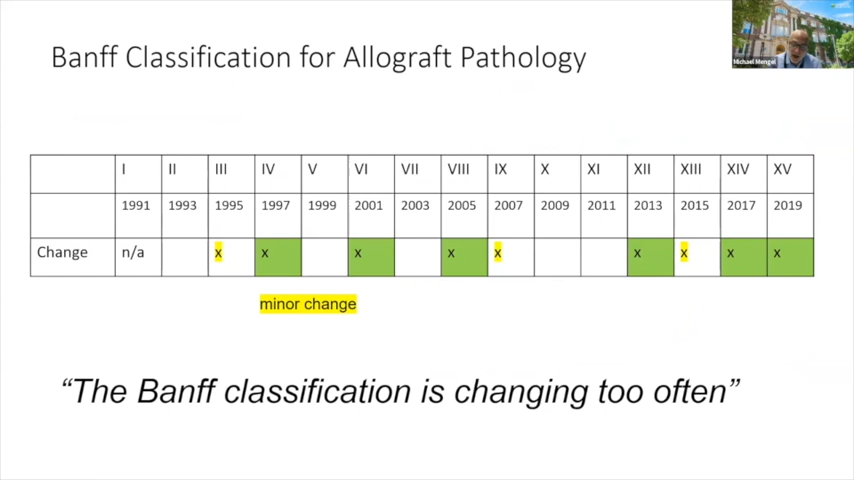 Michael Mengel
Banff Classification for Allograft Pathology
I II III IV V VI VII VIII IX X XI XII XIII XIV XV
1991 1993 1995 1997 1999 2001 2003 2005 2007 2009 2011 2013 2015 2017 2019
Change n/a x x x x x x x x x
minor change
“The Banff classification is changing too often”